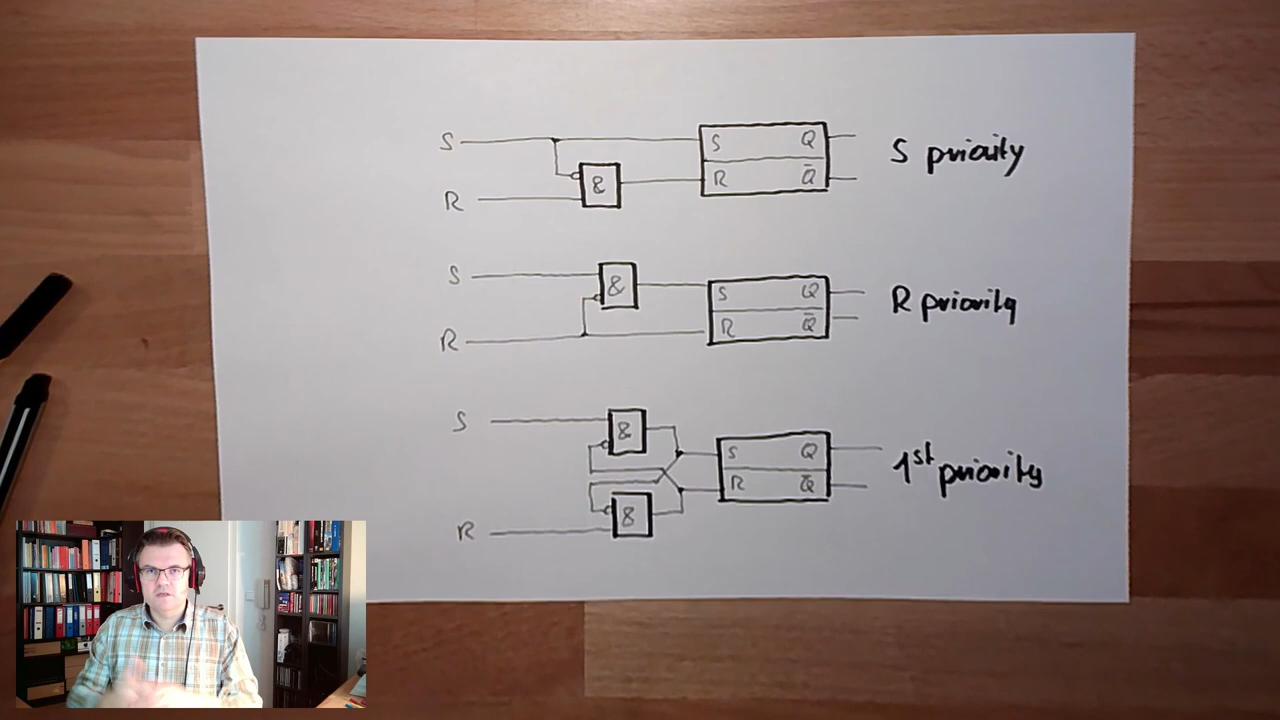 S S Q S priority
R & R Q̅
S & S Q R priority
R R Q̅
S & S Q 1st priority
R & R Q̅